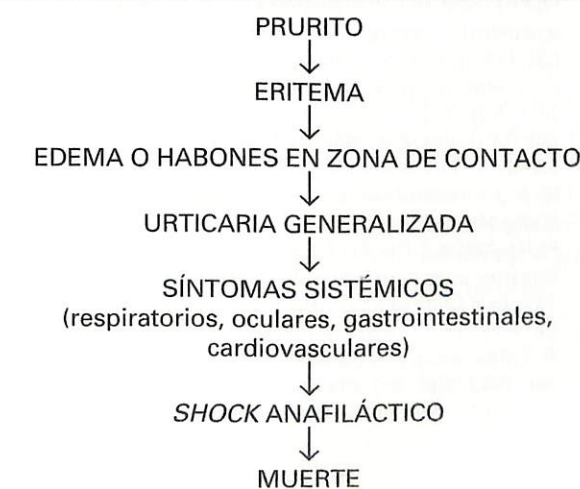 PRURITO
ERITEMA
EDEMA O HABONES EN ZONA DE CONTACTO
URTICARIA GENERALIZADA
SÍNTOMAS SISTÉMICOS
(respiratorios, oculares, gastrointestinales,
cardiovasculares)
SHOCK ANAFILÁCTICO
MUERTE